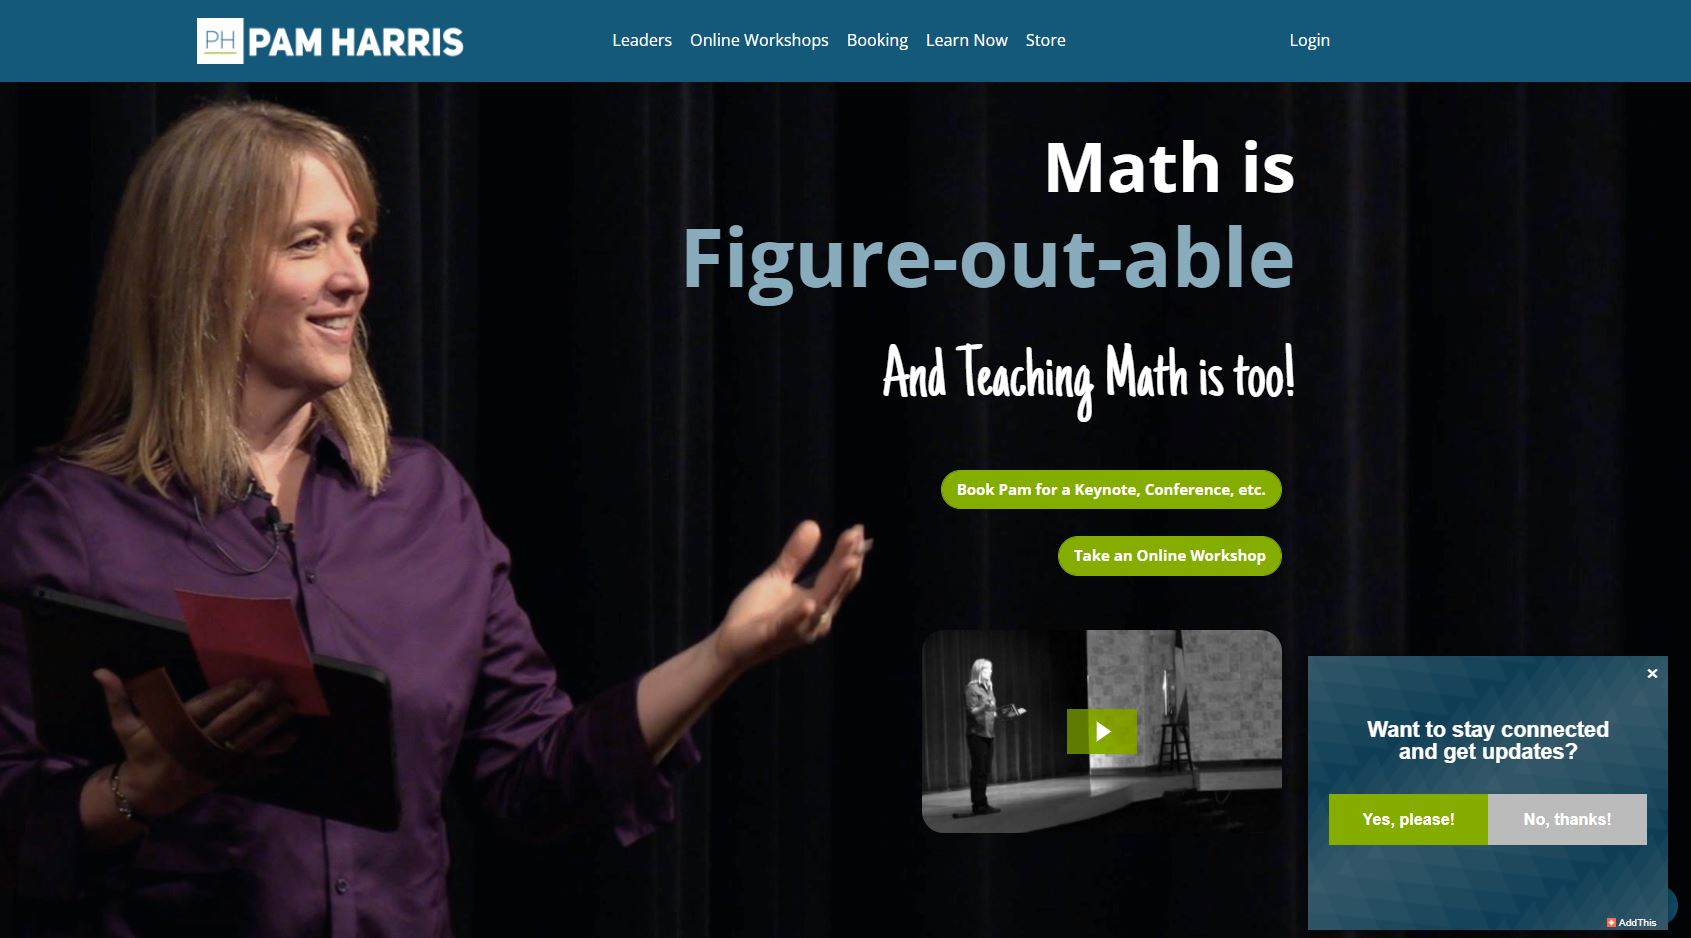 PH PAM HARRIS
Leaders Online Workshops Booking Learn Now Store Login
Math is
Figure-out-able
And Teaching Math is too!
Book Pam for a Keynote, Conference, etc.
Take an Online Workshop
×
Want to stay connected
and get updates?
Yes, please! No, thanks!
AddThis